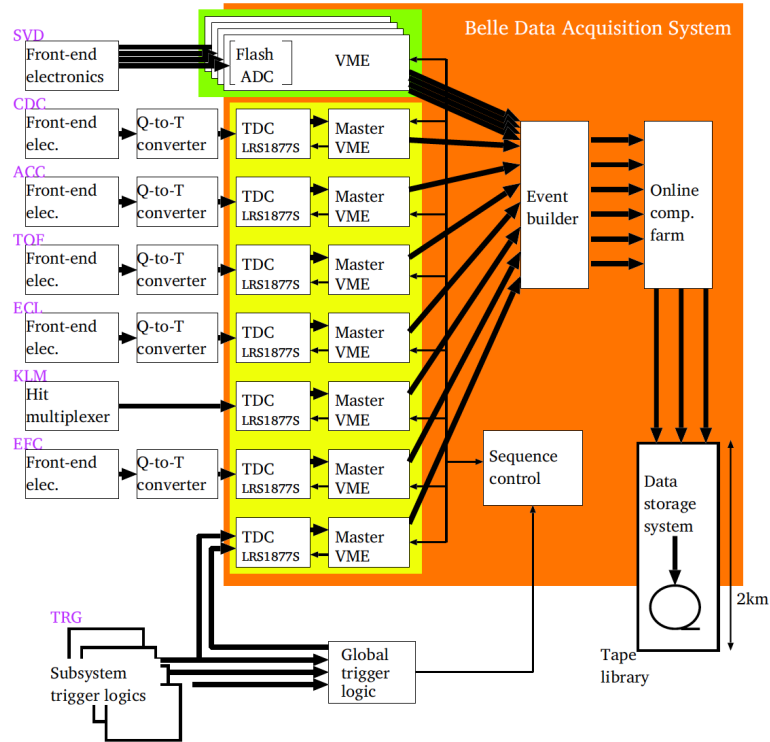 Belle Data Acquisition System
SVD
Front-end
electronics
Flash
ADC
VME
CDC
Front-end
elec.
Q-to-T
converter
TDC
LRS1877S
Master
VME
ACC
Front-end
elec.
Q-to-T
converter
TDC
LRS1877S
Master
VME
TOF
Front-end
elec.
Q-to-T
converter
TDC
LRS1877S
Master
VME
ECL
Front-end
elec.
Q-to-T
converter
TDC
LRS1877S
Master
VME
KLM
Hit
multiplexer
TDC
LRS1877S
Master
VME
EFC
Front-end
elec.
Q-to-T
converter
TDC
LRS1877S
Master
VME
TDC
LRS1877S
Master
VME
Event
builder
Online
comp.
farm
Sequence
control
Data
storage
system
2km
Tape
library
TRG
Subsystem
trigger logics
Global
trigger
logic